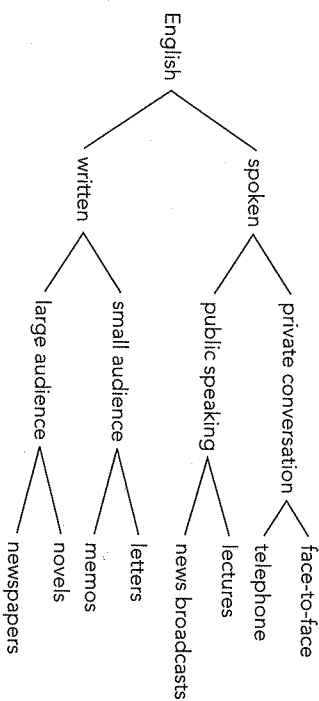 English
spoken
written
private conversation
public speaking
small audience
large audience
face-to-face
telephone
lectures
news broadcasts
letters
memos
novels
newspapers